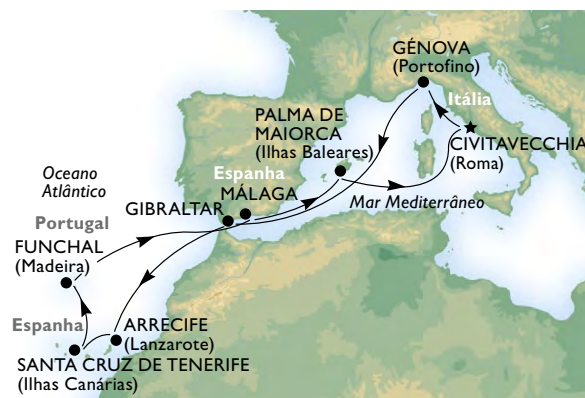 GÉNOVA
(Portofino)
Itália
PALMA DE
MAIORCA
(Ilhas Baleares)
CIVITAVECCHIA
(Roma)
Oceano
Atlântico
Espanha
MÁLAGA
Mar Mediterrâneo
GIBRALTAR
Portugal
FUNCHAL
(Madeira)
Espanha
ARRECIFE
(Lanzarote)
SANTA CRUZ DE TENERIFE
(Ilhas Canárias)